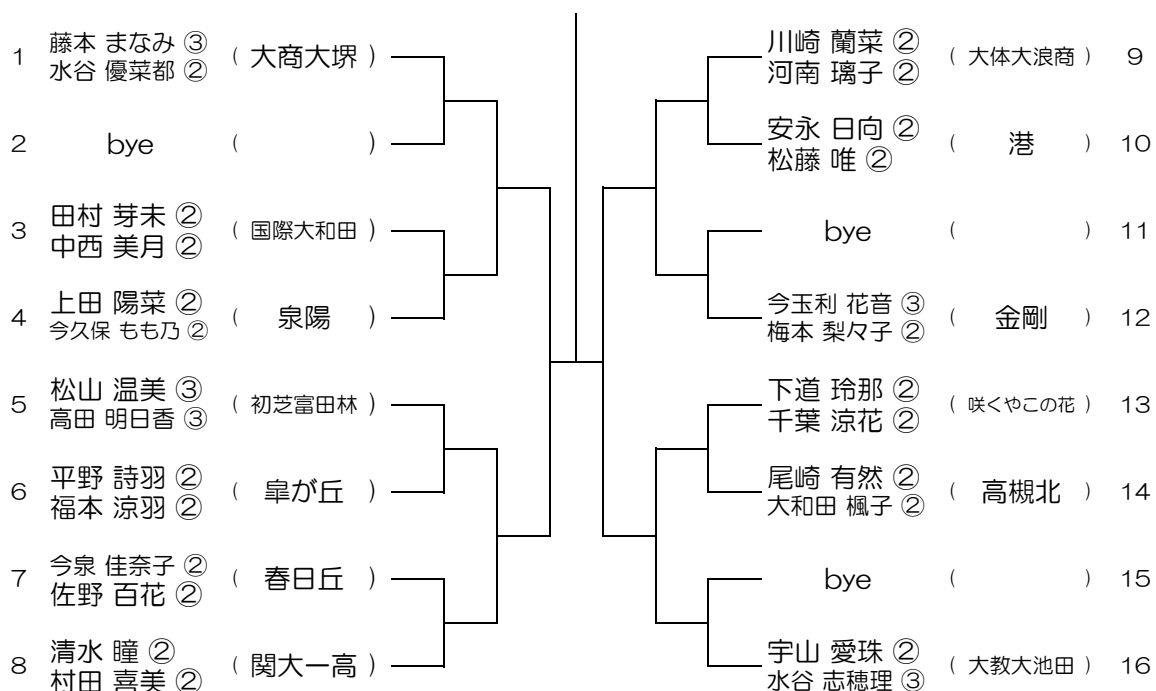 1 藤本 まなみ ③ ( 大商大堺 )
水谷 優菜都 ②
2 bye ( )
3 田村 芽未 ② ( 国際大和田 )
中西 美月 ②
4 上田 陽菜 ② ( 泉陽 )
今久保 もも乃 ②
5 松山 温美 ③ ( 初芝富田林 )
高田 明日香 ③
6 平野 詩羽 ② ( 皐が丘 )
福本 涼羽 ②
7 今泉 佳奈子 ② ( 春日丘 )
佐野 百花 ②
8 清水 瞳 ② ( 関大一高 )
村田 喜美 ②
川崎 蘭菜 ② ( 大体大浪商 ) 9
河南 璃子 ②
安永 日向 ② ( 港 ) 10
松藤 唯 ②
bye ( ) 11
今玉利 花音 ③ ( 金剛 ) 12
梅本 梨々子 ②
下道 玲那 ② ( 咲くやこの花 ) 13
千葉 涼花 ②
尾崎 有然 ② ( 高槻北 ) 14
大和田 楓子 ②
bye ( ) 15
宇山 愛珠 ② ( 大教大池田 ) 16
水谷 志穂理 ③